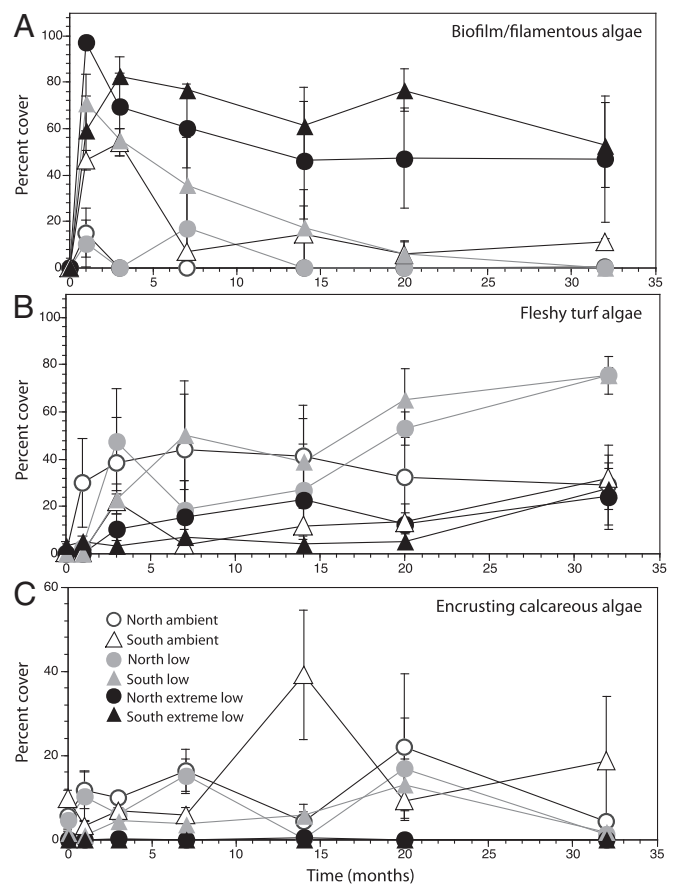 A
Biofilm/filamentous algae
Percent cover
100
80
60
40
20
0
0 5 10 15 20 25 30 35
B
Fleshy turf algae
Percent cover
100
80
60
40
20
0
0 5 10 15 20 25 30 35
C
Encrusting calcareous algae
Percent cover
60
40
20
0
North ambient
South ambient
North low
South low
North extreme low
South extreme low
0 5 10 15 20 25 30 35
Time (months)